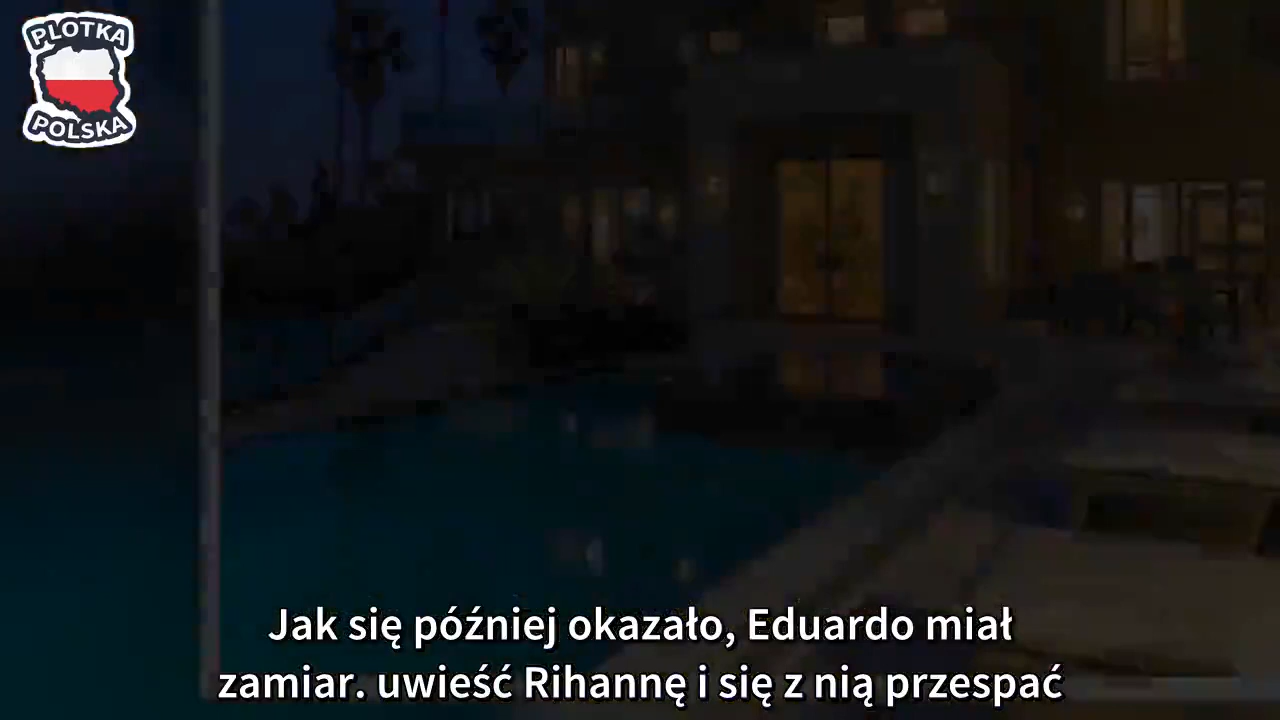 PLOTKA
POLSKA
Jak się później okazało, Eduardo miał
zamiar. uwieść Rihannę i się z nią przespać